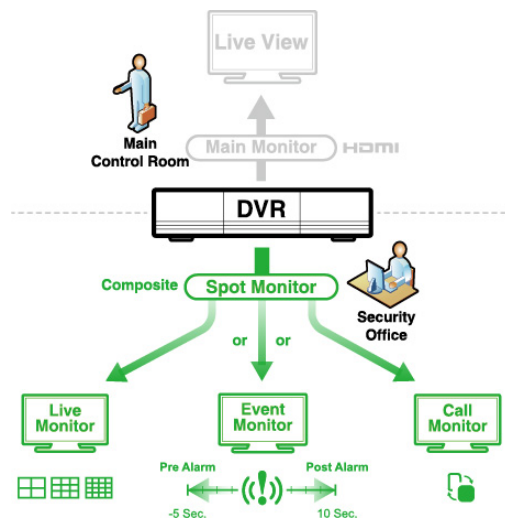 Live View
Main
Control Room
Main Monitor
HDMI
DVR
Composite
Spot Monitor
Security
Office
or or
Live
Monitor
Event
Monitor
Call
Monitor
Pre Alarm
Post Alarm
-5 Sec.
10 Sec.